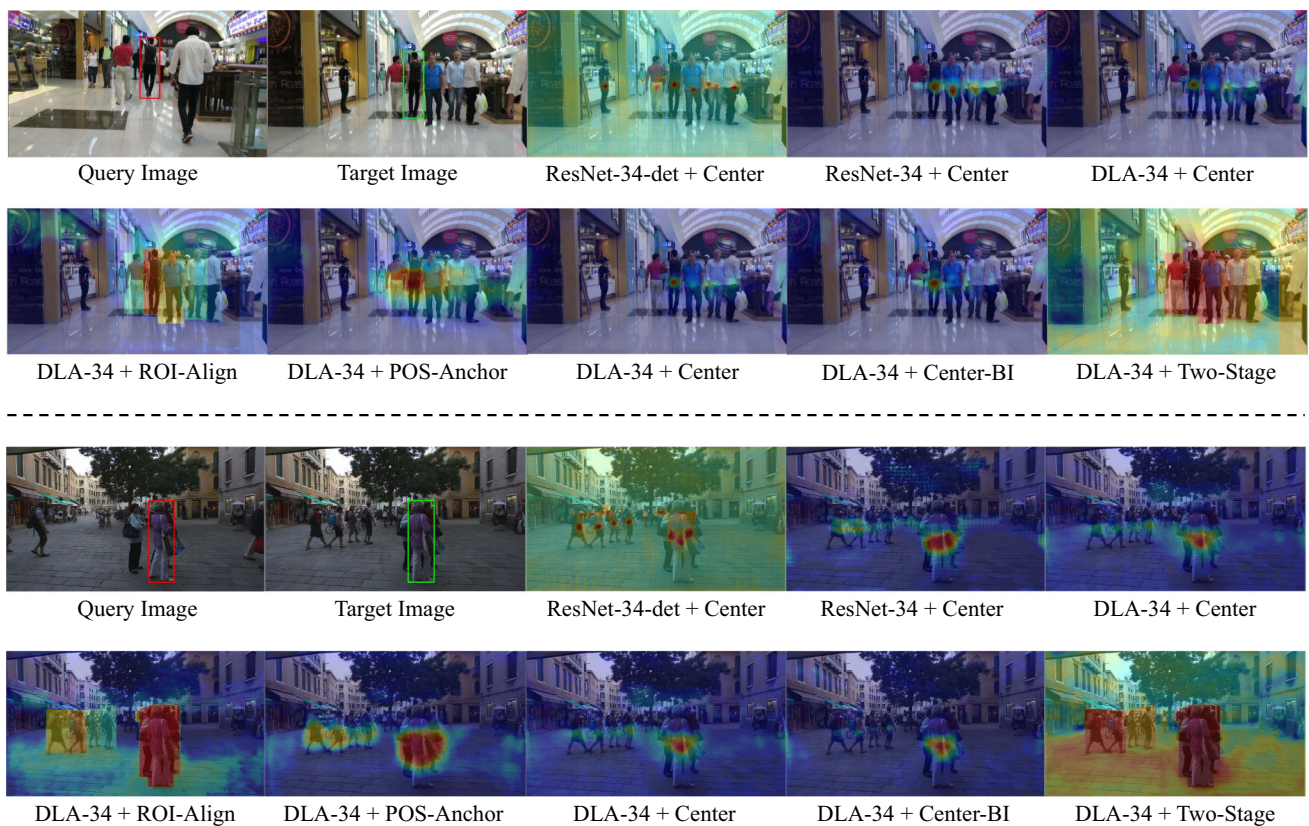 Query Image Target Image ResNet-34-det + Center ResNet-34 + Center DLA-34 + Center
DLA-34 + ROI-Align DLA-34 + POS-Anchor DLA-34 + Center DLA-34 + Center-BI DLA-34 + Two-Stage
Query Image Target Image ResNet-34-det + Center ResNet-34 + Center DLA-34 + Center
DLA-34 + ROI-Align DLA-34 + POS-Anchor DLA-34 + Center DLA-34 + Center-BI DLA-34 + Two-Stage